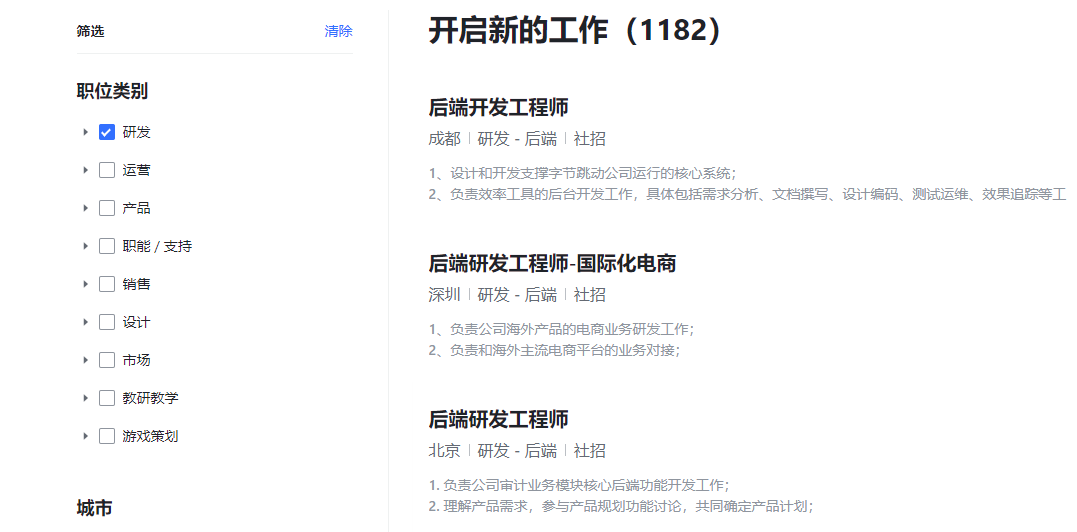 筛选
清除
职位类别
研发
运营
产品
职能 / 支持
销售
设计
市场
教研教学
游戏策划
城市
开启新的工作（1182）
后端开发工程师
成都 | 研发 - 后端 | 社招
1、设计和开发支撑字节跳动公司运行的核心系统；
2、负责效率工具的后台开发工作，具体包括需求分析、文档撰写、设计编码、测试运维、效果追踪等工
后端研发工程师-国际化电商
深圳 | 研发 - 后端 | 社招
1、负责公司海外产品的电商业务研发工作；
2、负责和海外主流电商平台的业务对接；
后端研发工程师
北京 | 研发 - 后端 | 社招
1. 负责公司审计业务模块核心后端功能开发工作；
2. 理解产品需求，参与产品规划功能讨论，共同确定产品计划；